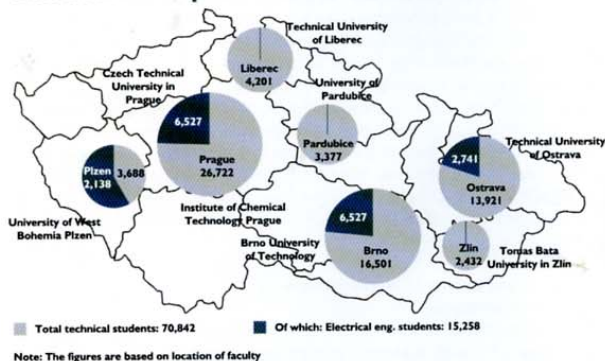 Technical University
of Liberec
Liberec
4,201
Czech Technical
University in
Prague
University of
Pardubice
6,527
Prague
26,722
Pardubice
3,377
Technical University
of Ostrava
2,741
Ostrava
13,921
Plzen
2,138
3,688
University of West
Bohemia Plzen
Institute of Chemical
Technology Prague
Brno University
of Technology
6,527
Brno
16,501
Zlin
2,432
Tomas Bata
University in Zlin
Total technical students: 70,842
Of which: Electrical eng. students: 15,258
Note: The figures are based on location of faculty